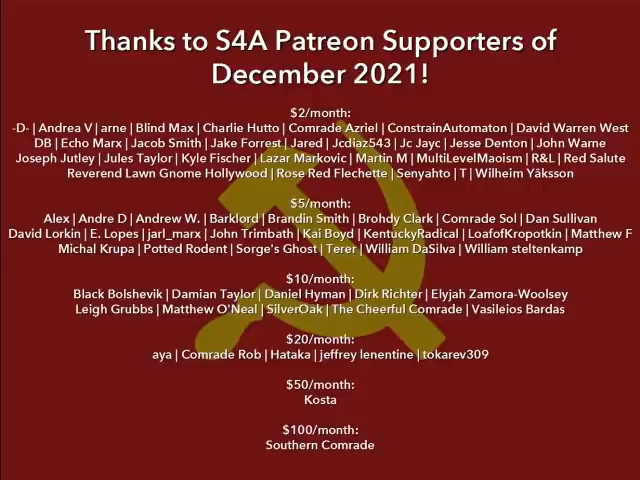 Thanks to S4A Patreon Supporters of
December 2021!
$2/month:
-D- | Andrea V | arne | Blind Max | Charlie Hutto | Comrade Azriel | ConstrainAutomaton | David Warren West
DB | Echo Marx | Jacob Smith | Jake Forrest | Jared | Jcdiaz543 | Jc Jayc | Jesse Denton | John Warne
Joseph Jutley | Jules Taylor | Kyle Fischer | Lazar Markovic | Martin M | MultiLevelMaoism | R&L | Red Salute
Reverend Lawn Gnome Hollywood | Rose Red Flechette | Senyahto | T | Wilheim Yâksson
$5/month:
Alex | Andre D | Andrew W. | Barklord | Brandin Smith | Brohdy Clark | Comrade Sol | Dan Sullivan
David Lorkin | E. Lopes | jarl_marx | John Trimbath | Kai Boyd | KentuckyRadical | LoafofKropotkin | Matthew F
Michal Krupa | Potted Rodent | Sorge's Ghost | Terer | William DaSilva | William steltenkamp
$10/month:
Black Bolshevik | Damian Taylor | Daniel Hyman | Dirk Richter | Elyjah Zamora-Woolsey
Leigh Grubbs | Matthew O'Neal | SilverOak | The Cheerful Comrade | Vasileios Bardas
$20/month:
aya | Comrade Rob | Hataka | jeffrey lenentine | tokarev309
$50/month:
Kosta
$100/month:
Southern Comrade